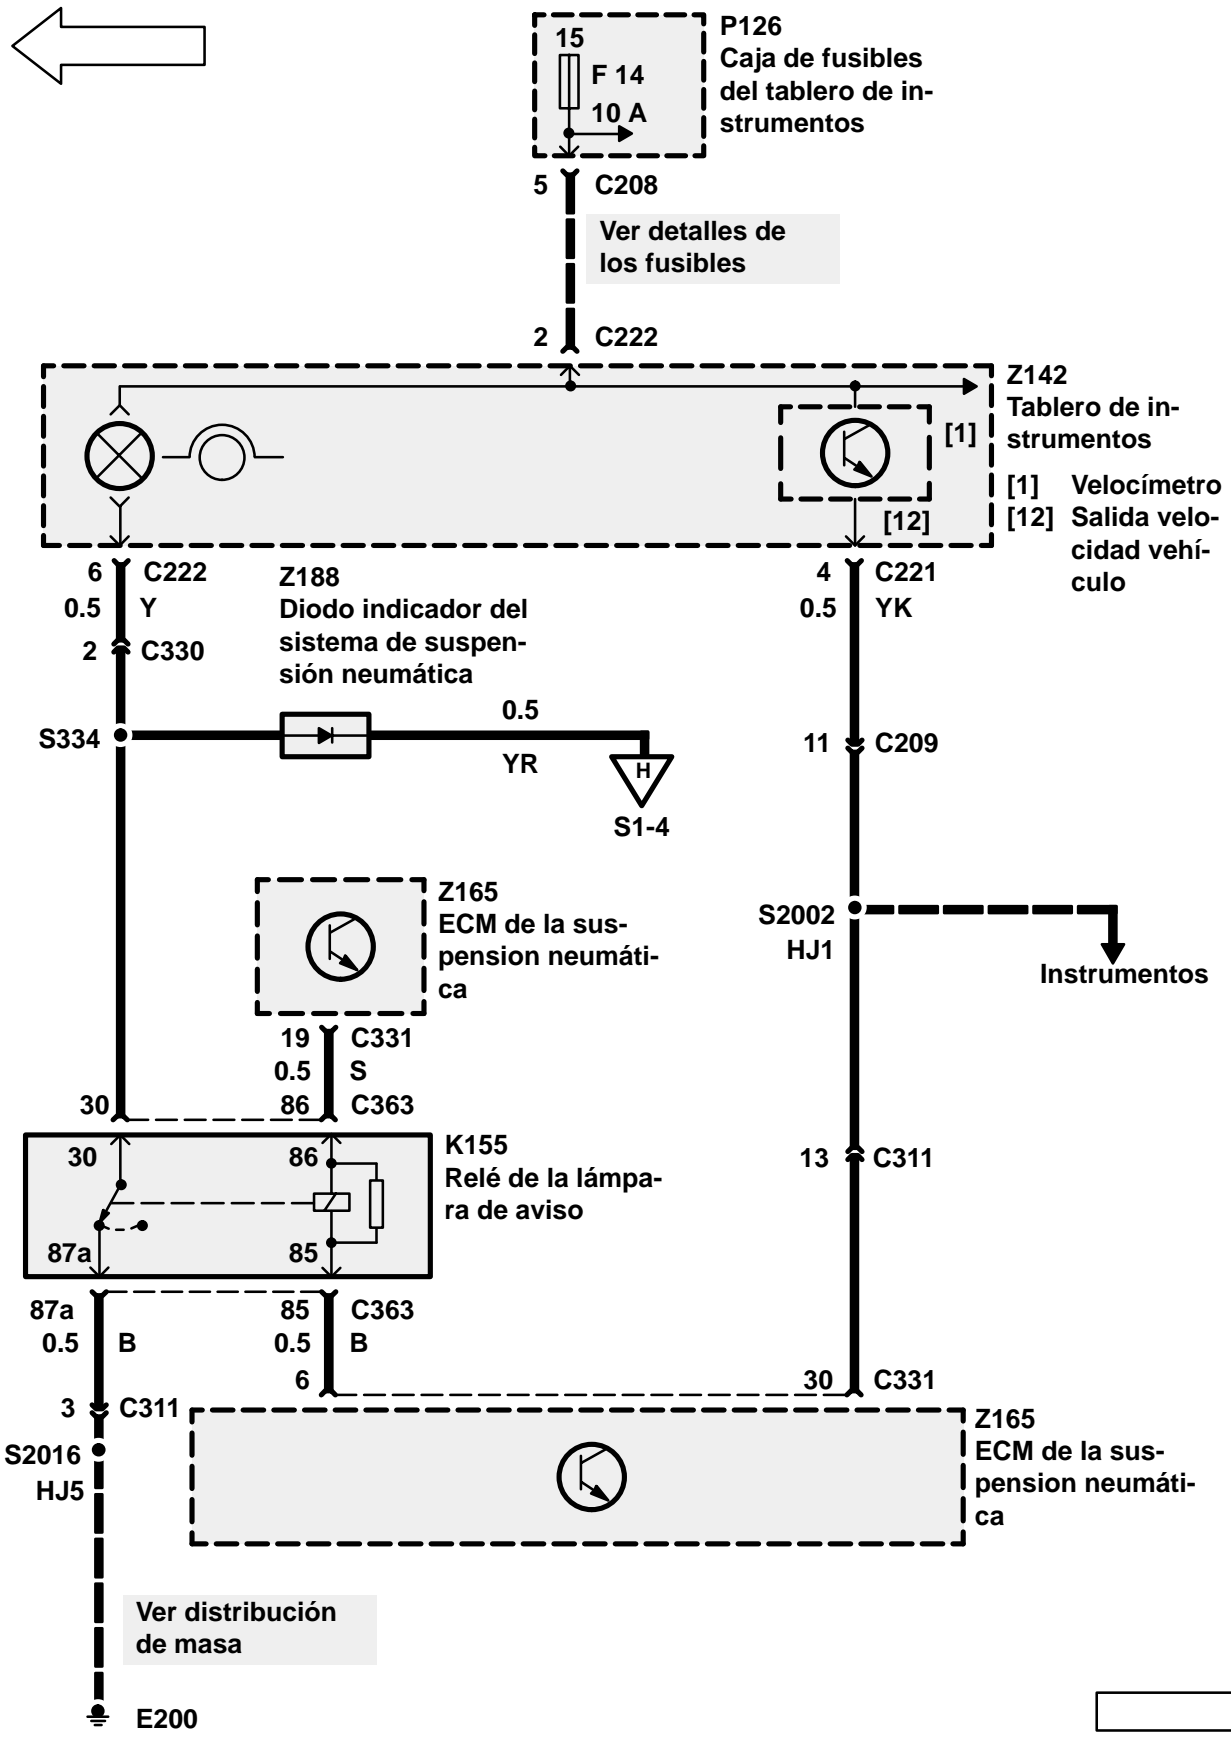 P126
Caja de fusibles
del tablero de in-
strumentos
15
F 14
10 A
5 C208
Ver detalles de
los fusibles
2 C222
Z142
Tablero de in-
strumentos
[1] Velocímetro
[12] Salida velo-
cidad vehí-
culo
[1]
[12]
6 C222
0.5 Y
2 C330
Z188
Diodo indicador del
sistema de suspen-
sión neumática
4 C221
0.5 YK
S334
0.5
YR
H
S1-4
11 C209
Z165
ECM de la sus-
pension neumáti-
ca
S2002
HJ1
Instrumentos
19 C331
0.5 S
30 86 C363
K155
Relé de la lámpa-
ra de aviso
30 86
87a 85
13 C311
87a 85 C363
0.5 B 0.5 B
6 30 C331
3 C311
S2016
HJ5
Z165
ECM de la sus-
pension neumáti-
ca
Ver distribución
de masa
E200